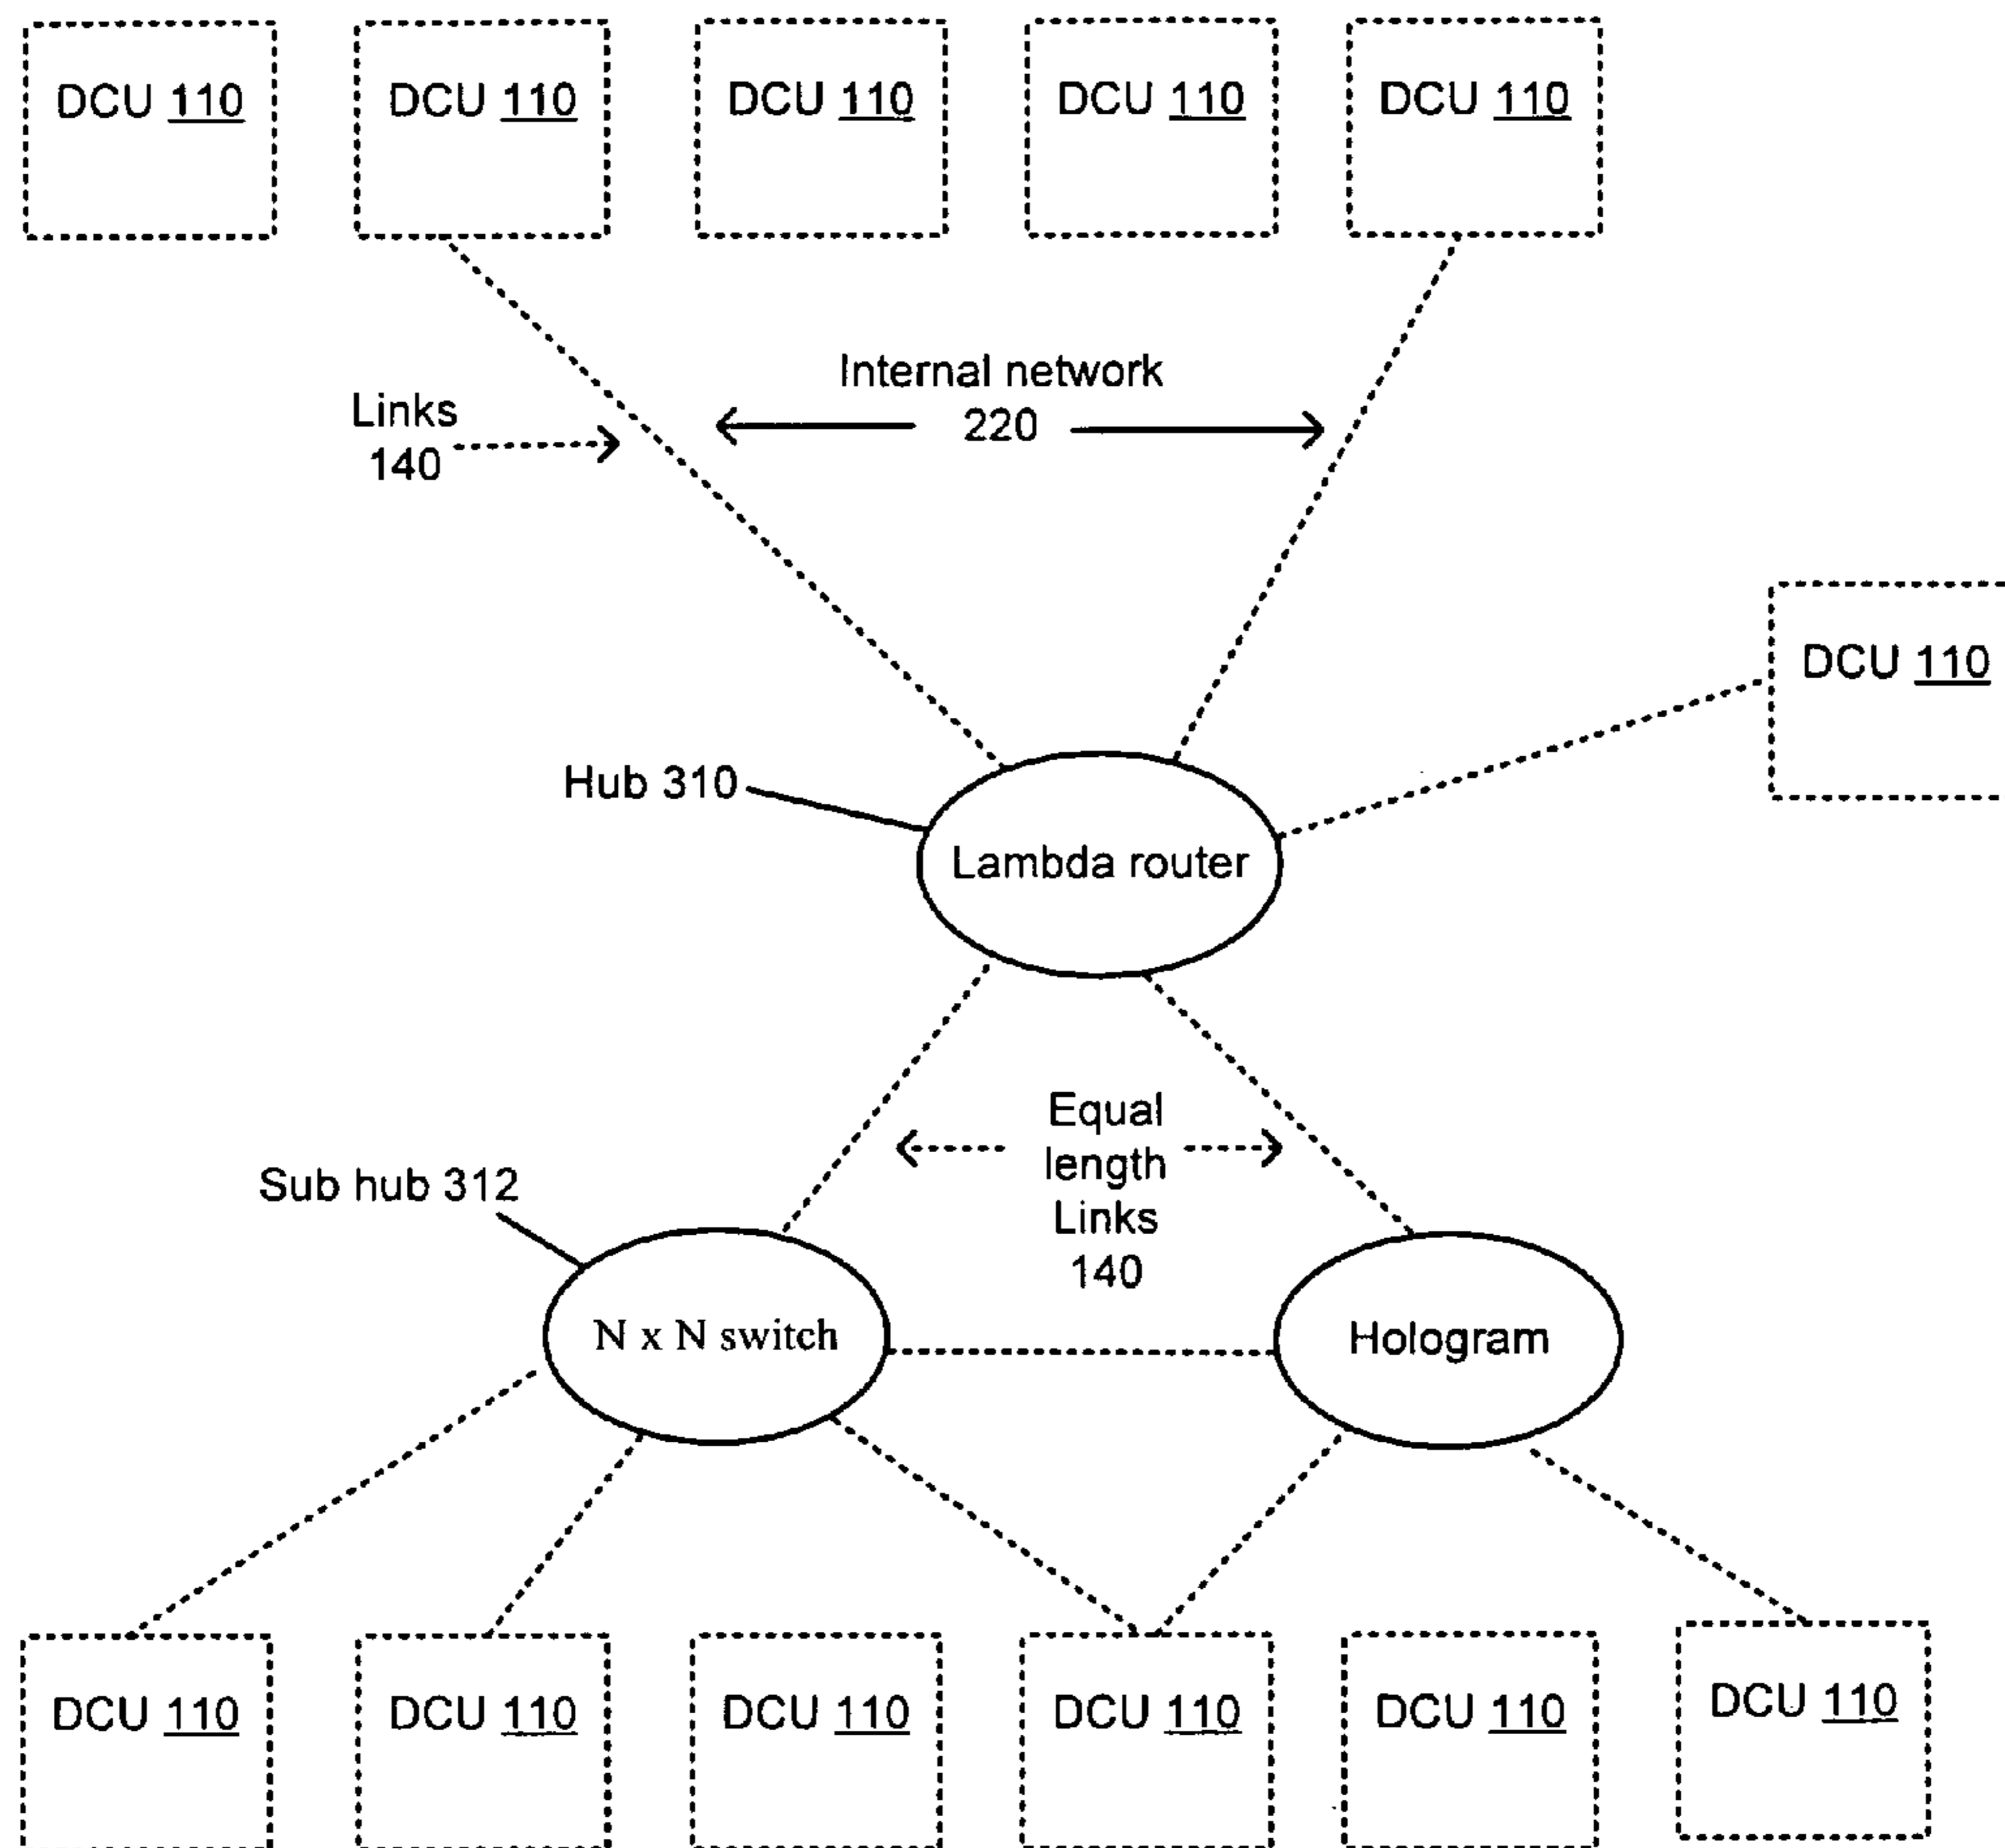 DCU 110
DCU 110
DCU 110
DCU 110
DCU 110
Internal network
220
Links
140
DCU 110
Hub 310
Lambda router
Equal
length
Links
140
Sub hub 312
N x N switch
Hologram
DCU 110
DCU 110
DCU 110
DCU 110
DCU 110
DCU 110